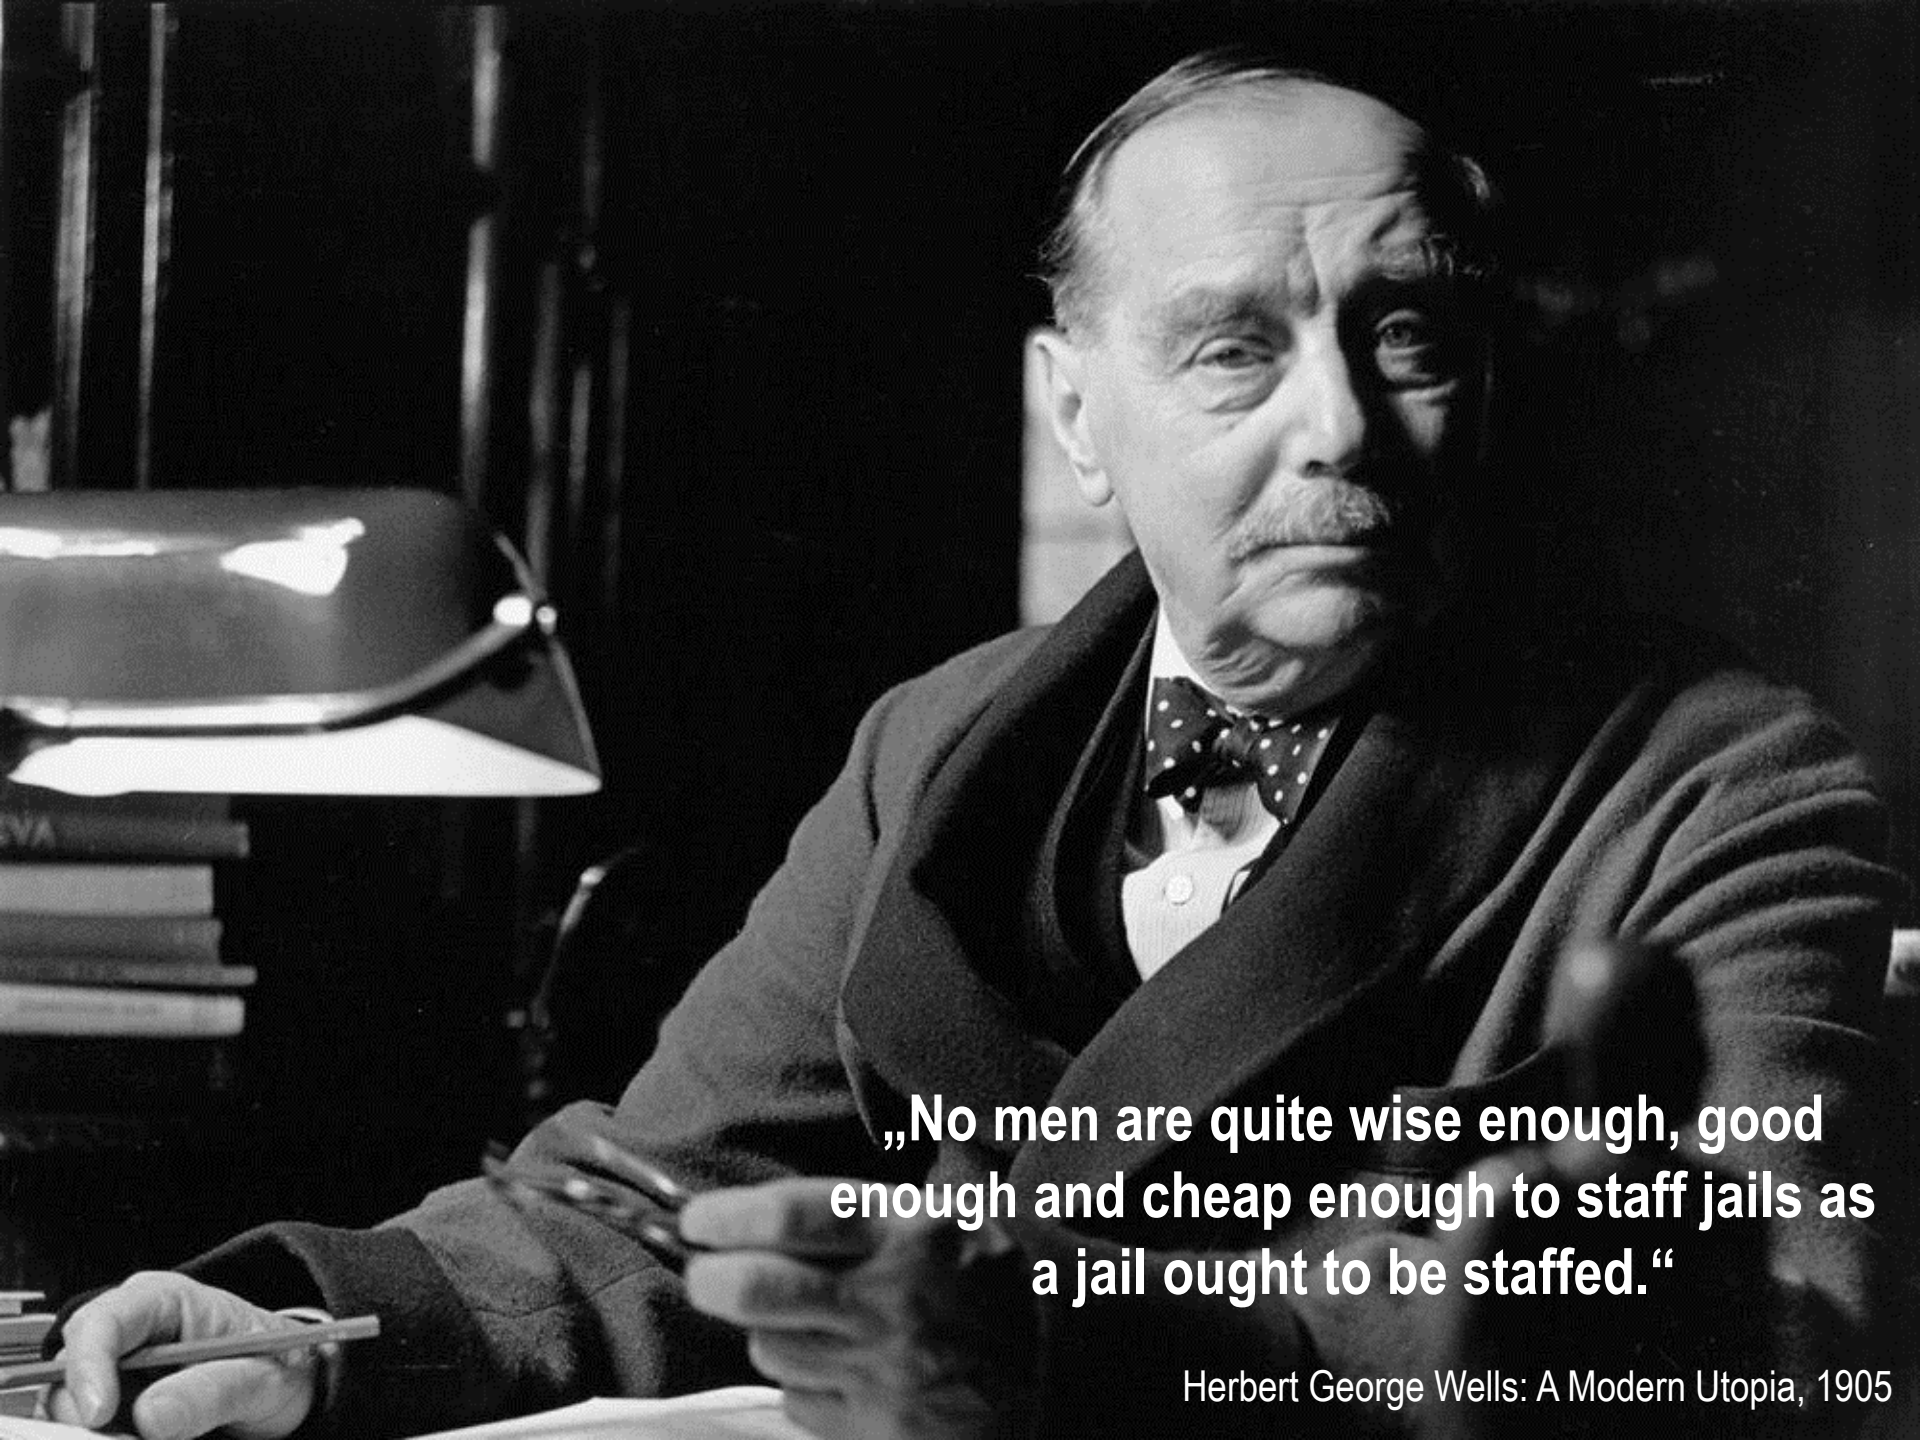 EVA
„No men are quite wise enough, good
enough and cheap enough to staff jails as
a jail ought to be staffed.“
Herbert George Wells: A Modern Utopia, 1905